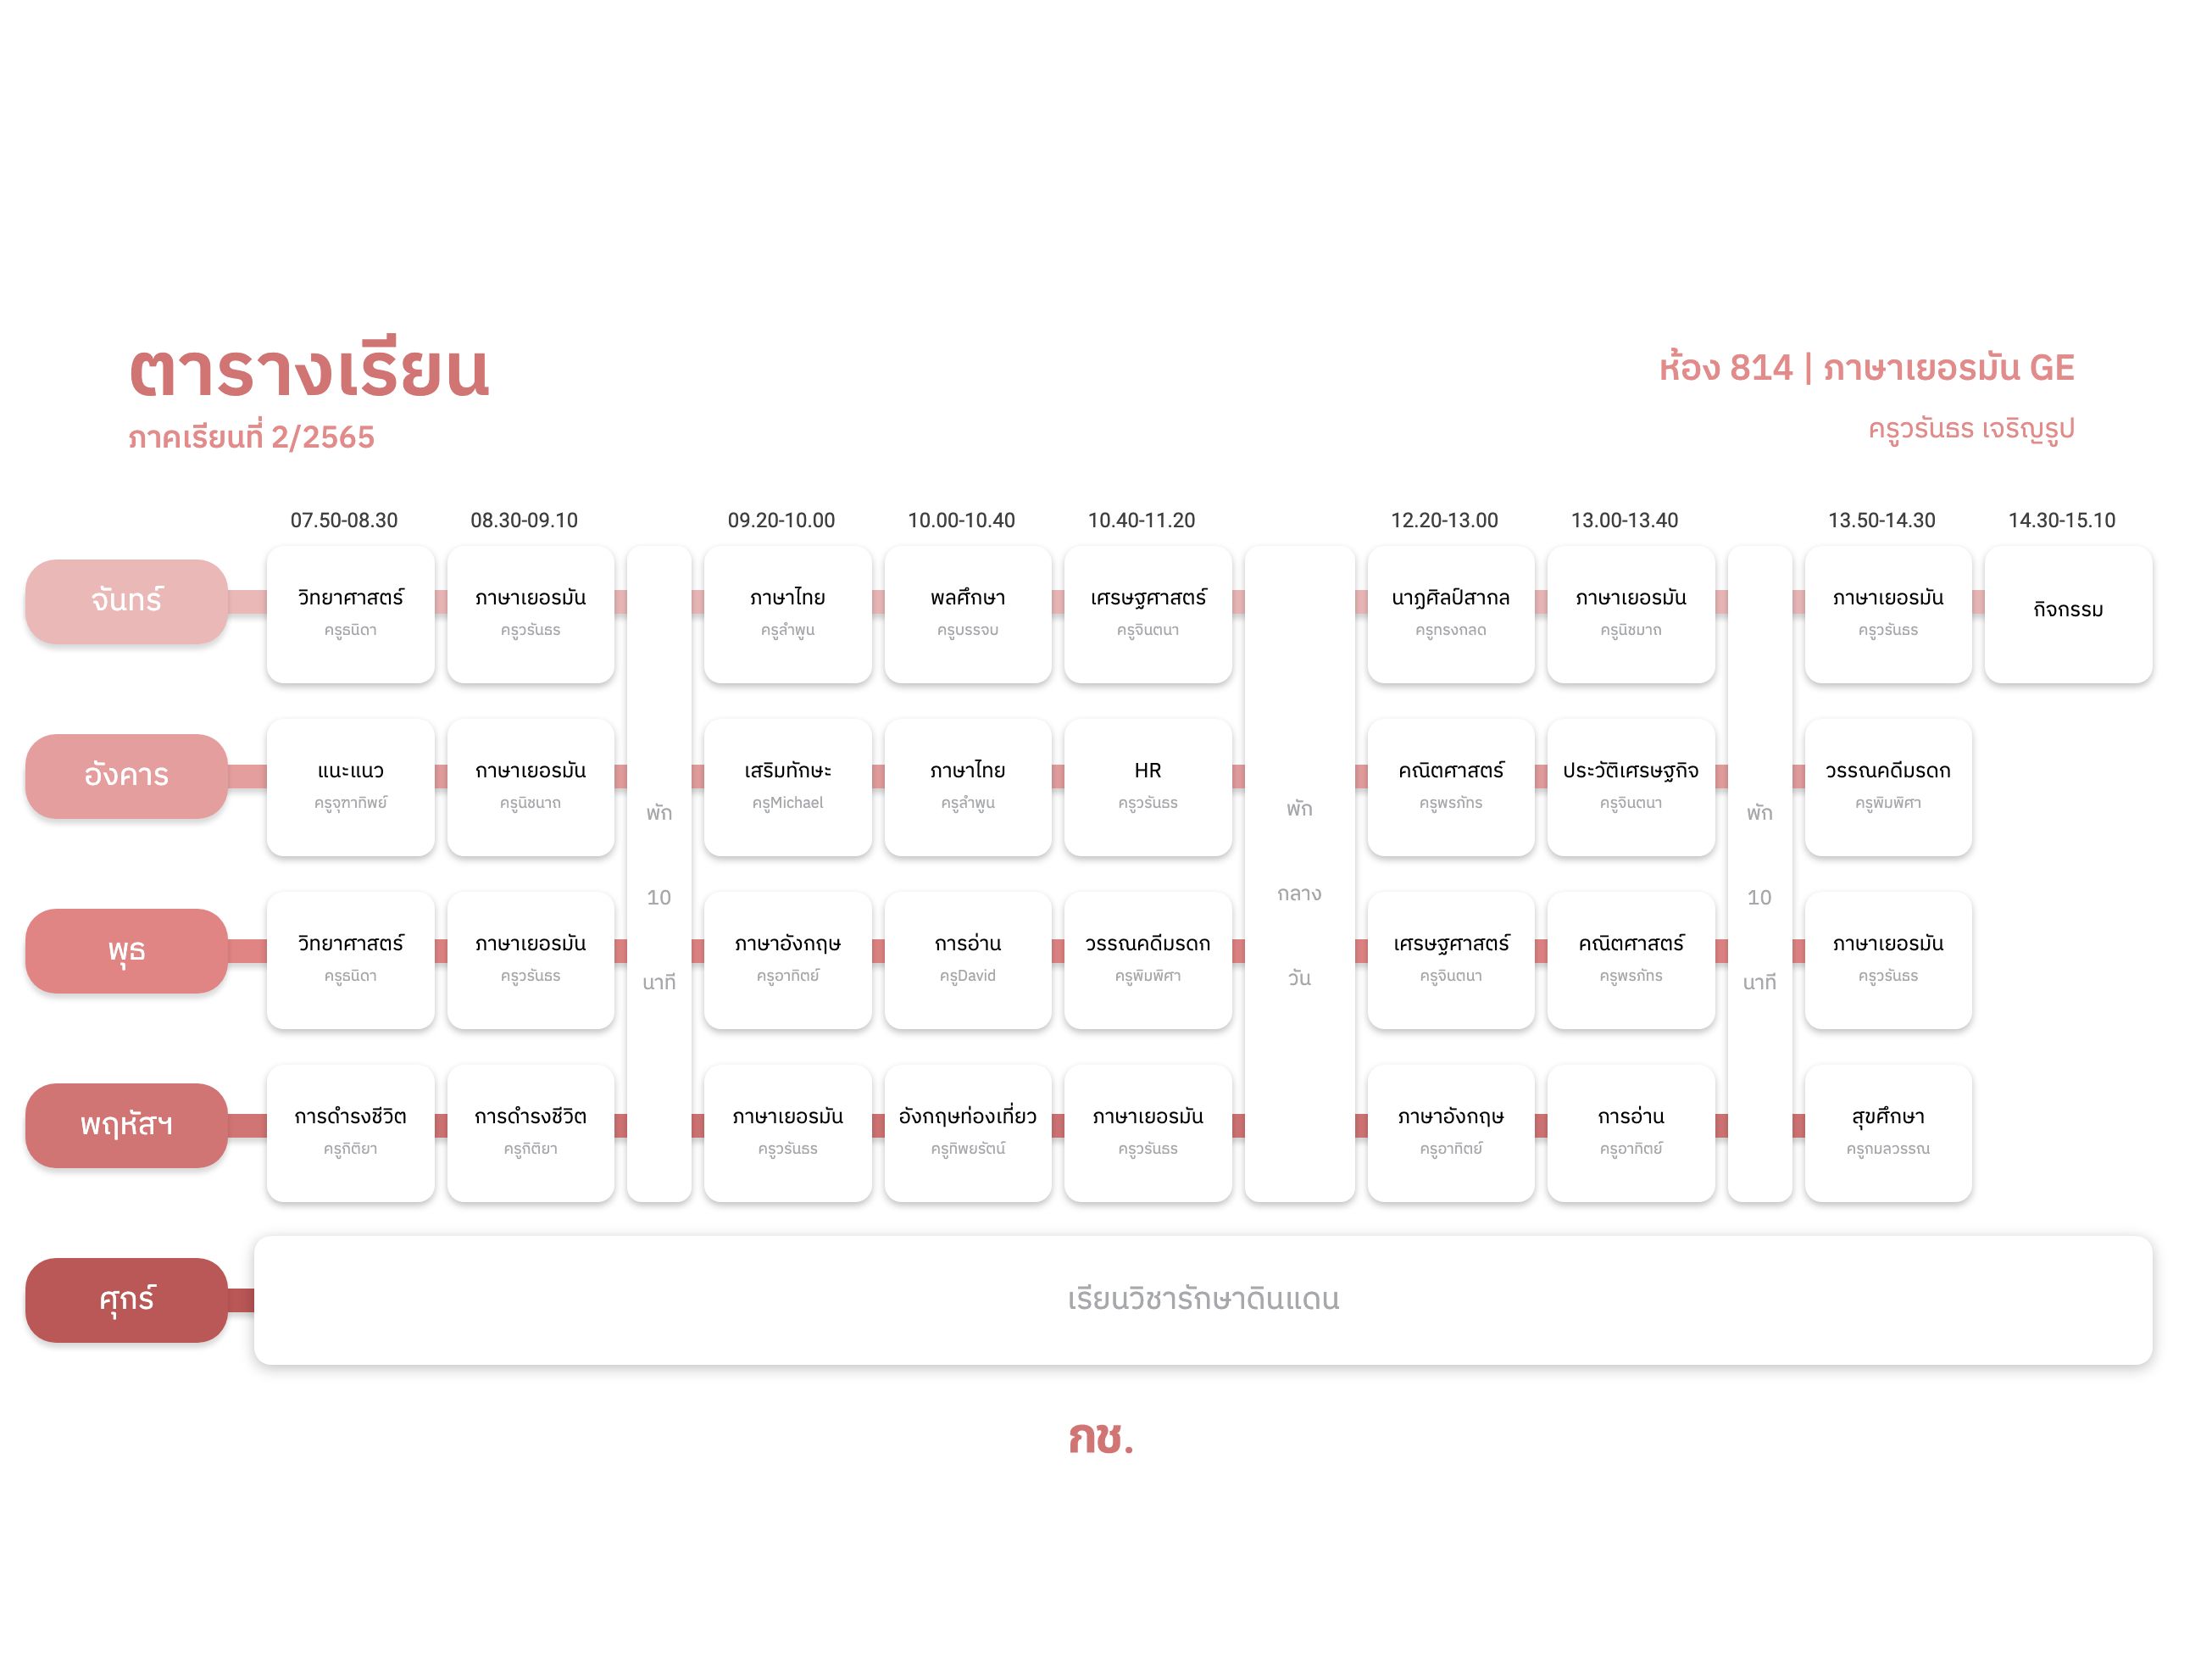 ตารางเรียน
ภาคเรียนที่ 2/2565
ห้อง 814 | ภาษาเยอรมัน GE
ครูวรันธร เจริญรูป
07.50-08.30 08.30-09.10 09.20-10.00 10.00-10.40 10.40-11.20 12.20-13.00 13.00-13.40 13.50-14.30 14.30-15.10
จันทร์
วิทยาศาสตร์ ภาษาเยอรมัน ภาษาไทย พลศึกษา เศรษฐศาสตร์ นาฏศิลป์สากล ภาษาเยอรมัน ภาษาเยอรมัน กิจกรรม
ครูธนิดา ครูวรันธร ครูลำพูน ครูบรรจบ ครูจินตนา ครูทรงกลด ครูนิชมาถ ครูวรันธร
อังคาร
แนะแนว ถาษาเยอรมัน เสริมทักษะ ภาษาไทย HR คณิตศาสตร์ ประวัติเศรษฐกิจ วรรณคดีมรดก
ครูจุฑาทิพย์ ครูนิชนาถ ครูMichael ครูลำพูน ครูวรันธร ครูพรภัทร ครูจินตนา ครูพิมพิศา
พุธ
วิทยาศาสตร์ ภาษาเยอรมัน ภาษาอังกฤษ การอ่าน วรรณคดีมรดก เศรษฐศาสตร์ คณิตศาสตร์ ภาษาเยอรมัน
ครูธนิดา ครูวรันธร ครูอาทิตย์ ครูDavid ครูพิมพิศา ครูจินตนา ครูพรภัทร ครูวรันธร
พฤหัสฯ
การดำรงชีวิต การดำรงชีวิต ภาษาเยอรมัน อังกฤษท่องเที่ยว ภาษาเยอรมัน ภาษาอังกฤษ การอ่าน สุขศึกษา
ครูกิติยา ครูกิติยา ครูวรันธร ครูทิพยรัตน์ ครูวรันธร ครูอาทิตย์ ครูอาทิตย์ ครูกมลวรรณ
พัก
10
นาที
พัก
กลาง
วัน
พัก
10
นาที
ศุกร์
เรียนวิชารักษาดินแดน
กช.